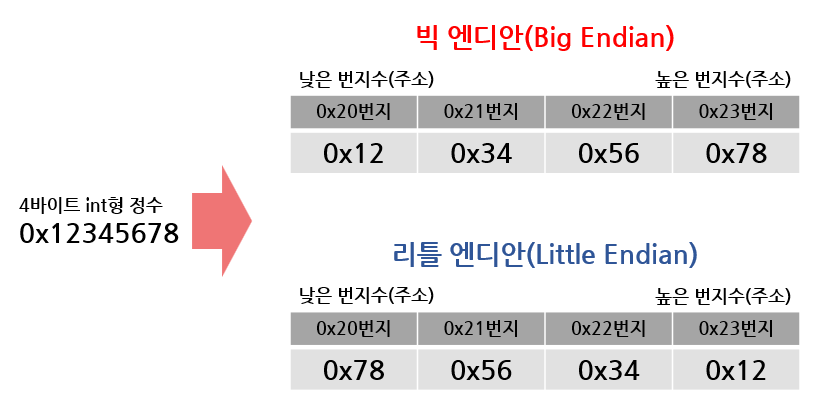 빅 엔디안(Big Endian)
낮은 번지수(주소) 높은 번지수(주소)
0x20번지 0x21번지 0x22번지 0x23번지
0x12 0x34 0x56 0x78
4바이트 int형 정수
0x12345678
리틀 엔디안(Little Endian)
낮은 번지수(주소) 높은 번지수(주소)
0x20번지 0x21번지 0x22번지 0x23번지
0x78 0x56 0x34 0x12